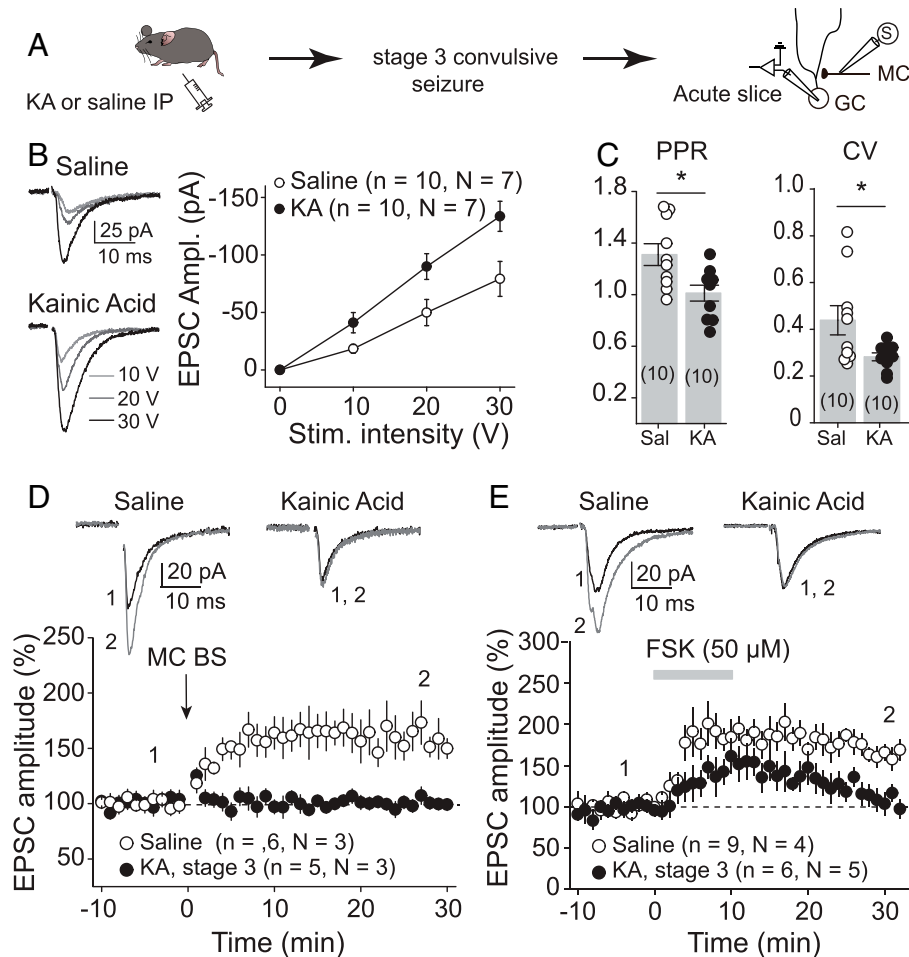 A
KA or saline IP
stage 3 convulsive
seizure
Acute slice
S
MC
GC
B
Saline
25 pA
10 ms
Kainic Acid
10 V
20 V
30 V
EPSC Ampl. (pA)
-150
-100
-50
0
Saline (n = 10, N = 7)
KA (n = 10, N = 7)
0 10 20 30
Stim. intensity (V)
C
PPR
*
1.8
1.4
1.0
0.6
0.2
(10)
(10)
Sal KA
CV
*
1.0
0.8
0.6
0.4
0.2
0
(10)
(10)
Sal KA
D
Saline
Kainic Acid
1
2
20 pA
10 ms
1, 2
EPSC amplitude (%)
250
200
150
100
50
MC BS
1
2
Saline (n = ,6, N = 3)
KA, stage 3 (n = 5, N = 3)
-10 0 10 20 30
Time (min)
E
Saline
Kainic Acid
1
2
20 pA
10 ms
1, 2
EPSC amplitude (%)
300
250
200
150
100
50
0
FSK (50 µM)
1
2
Saline (n = 9, N = 4)
KA, stage 3 (n = 6, N = 5)
-10 0 10 20 30
Time (min)